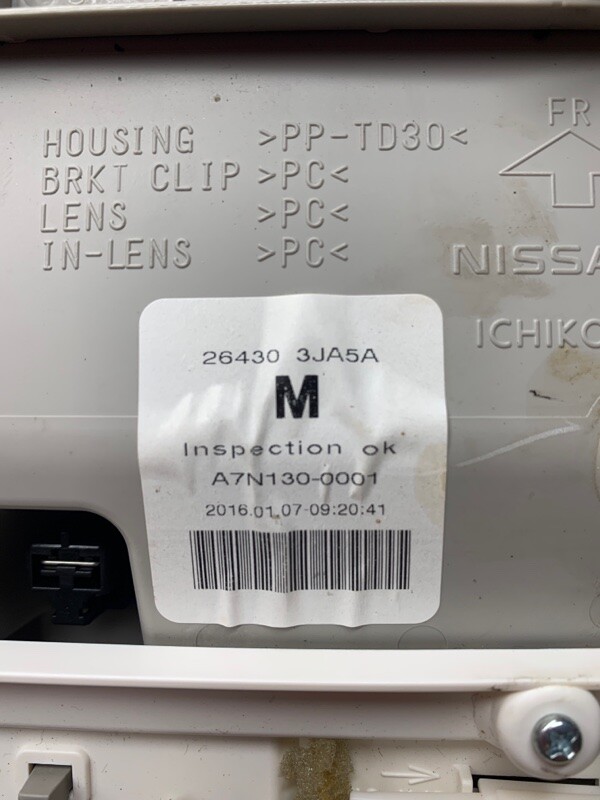 HOUSING >PP-TD30<
BRKT CLIP >PC<
LENS >PC<
IN-LENS >PC<
FR
NISSA
ICHIKO
26430 3JA5A
M
Inspection ok
A7N130-0001
2016.01.07-09:20:41